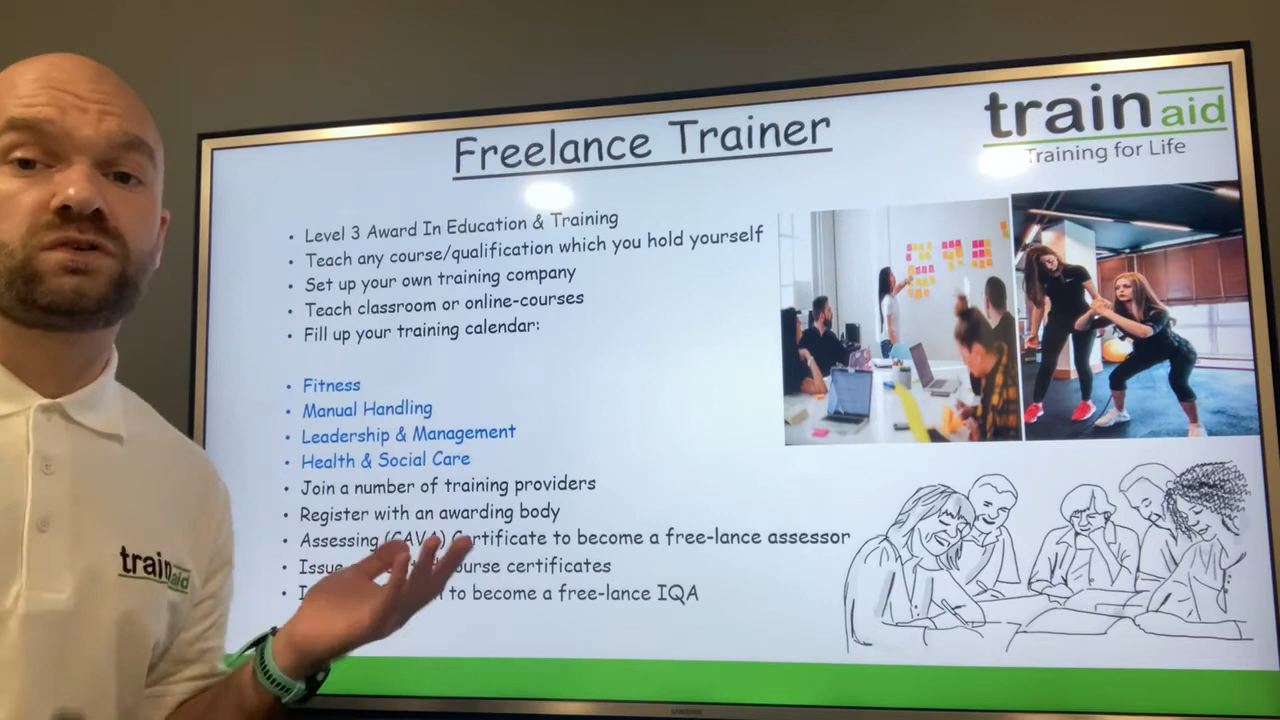 Freelance Trainer
train aid
Training for Life
• Level 3 Award In Education & Training
• Teach any course/qualification which you hold yourself
• Set up your own training company
• Teach classroom or online-courses
• Fill up your training calendar:
• Fitness
• Manual Handling
• Leadership & Management
• Health & Social Care
• Join a number of training providers
• Register with an awarding body
• Assessing (CAVA) Certificate to become a free-lance assessor
• Issue course certificates
• to become a free-lance IQA
train aid
SAMSUNG